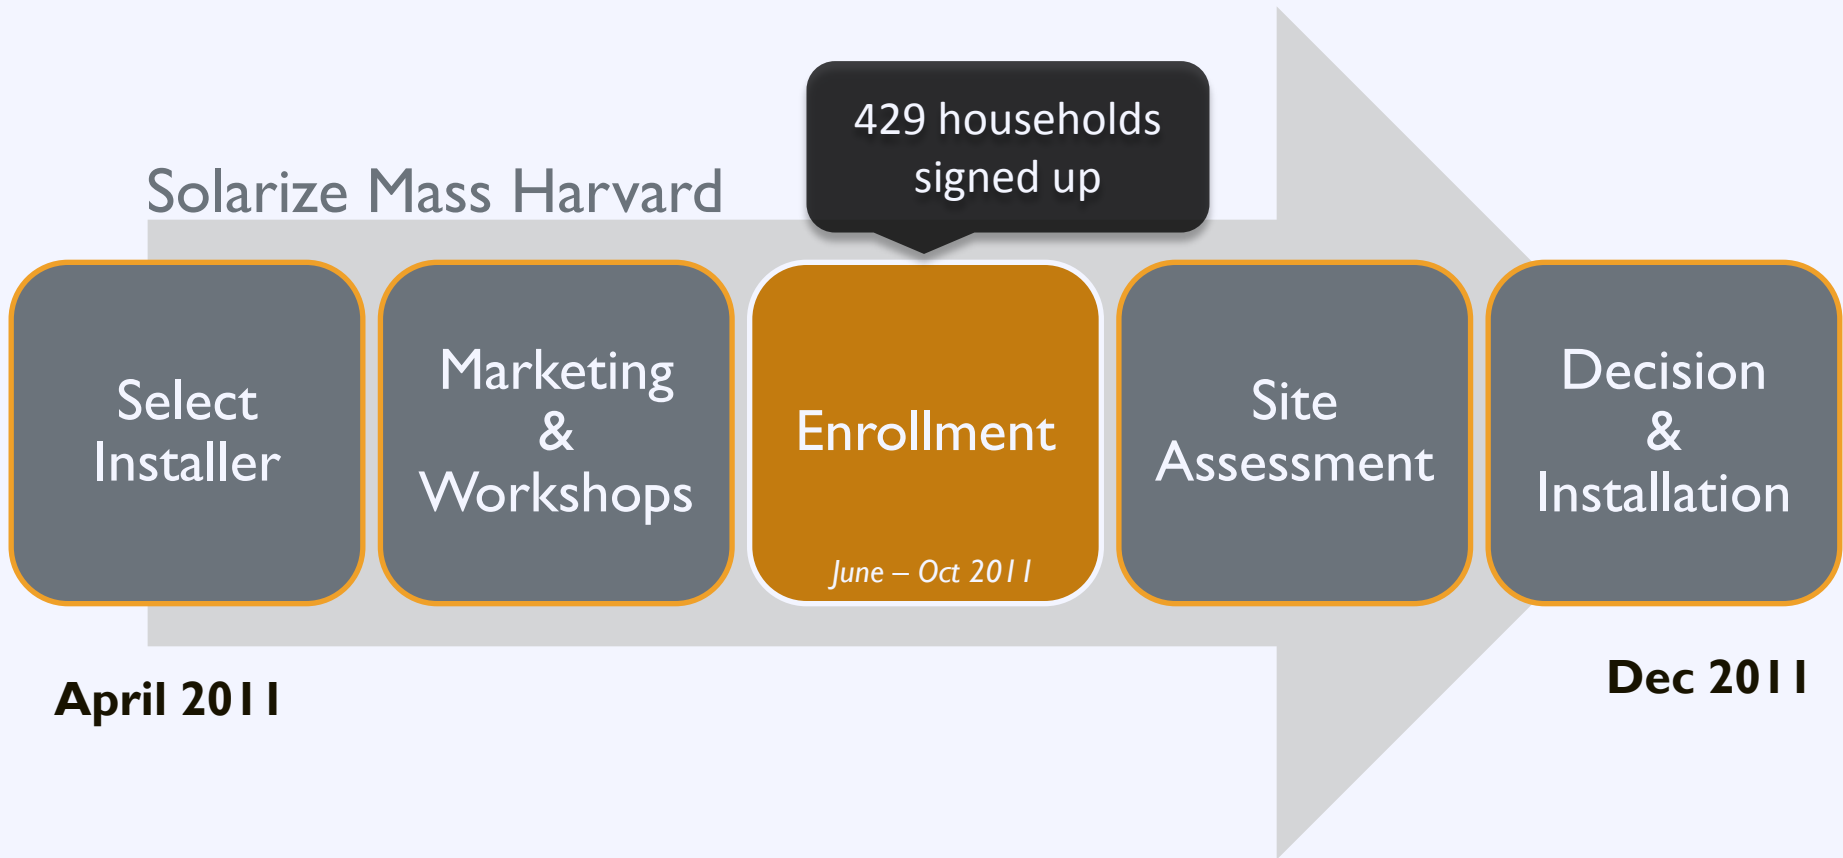 429 households
signed up
Solarize Mass Harvard
Select
Installer
Marketing
&
Workshops
Enrollment
June – Oct 2011
Site
Assessment
Decision
&
Installation
April 2011
Dec 2011